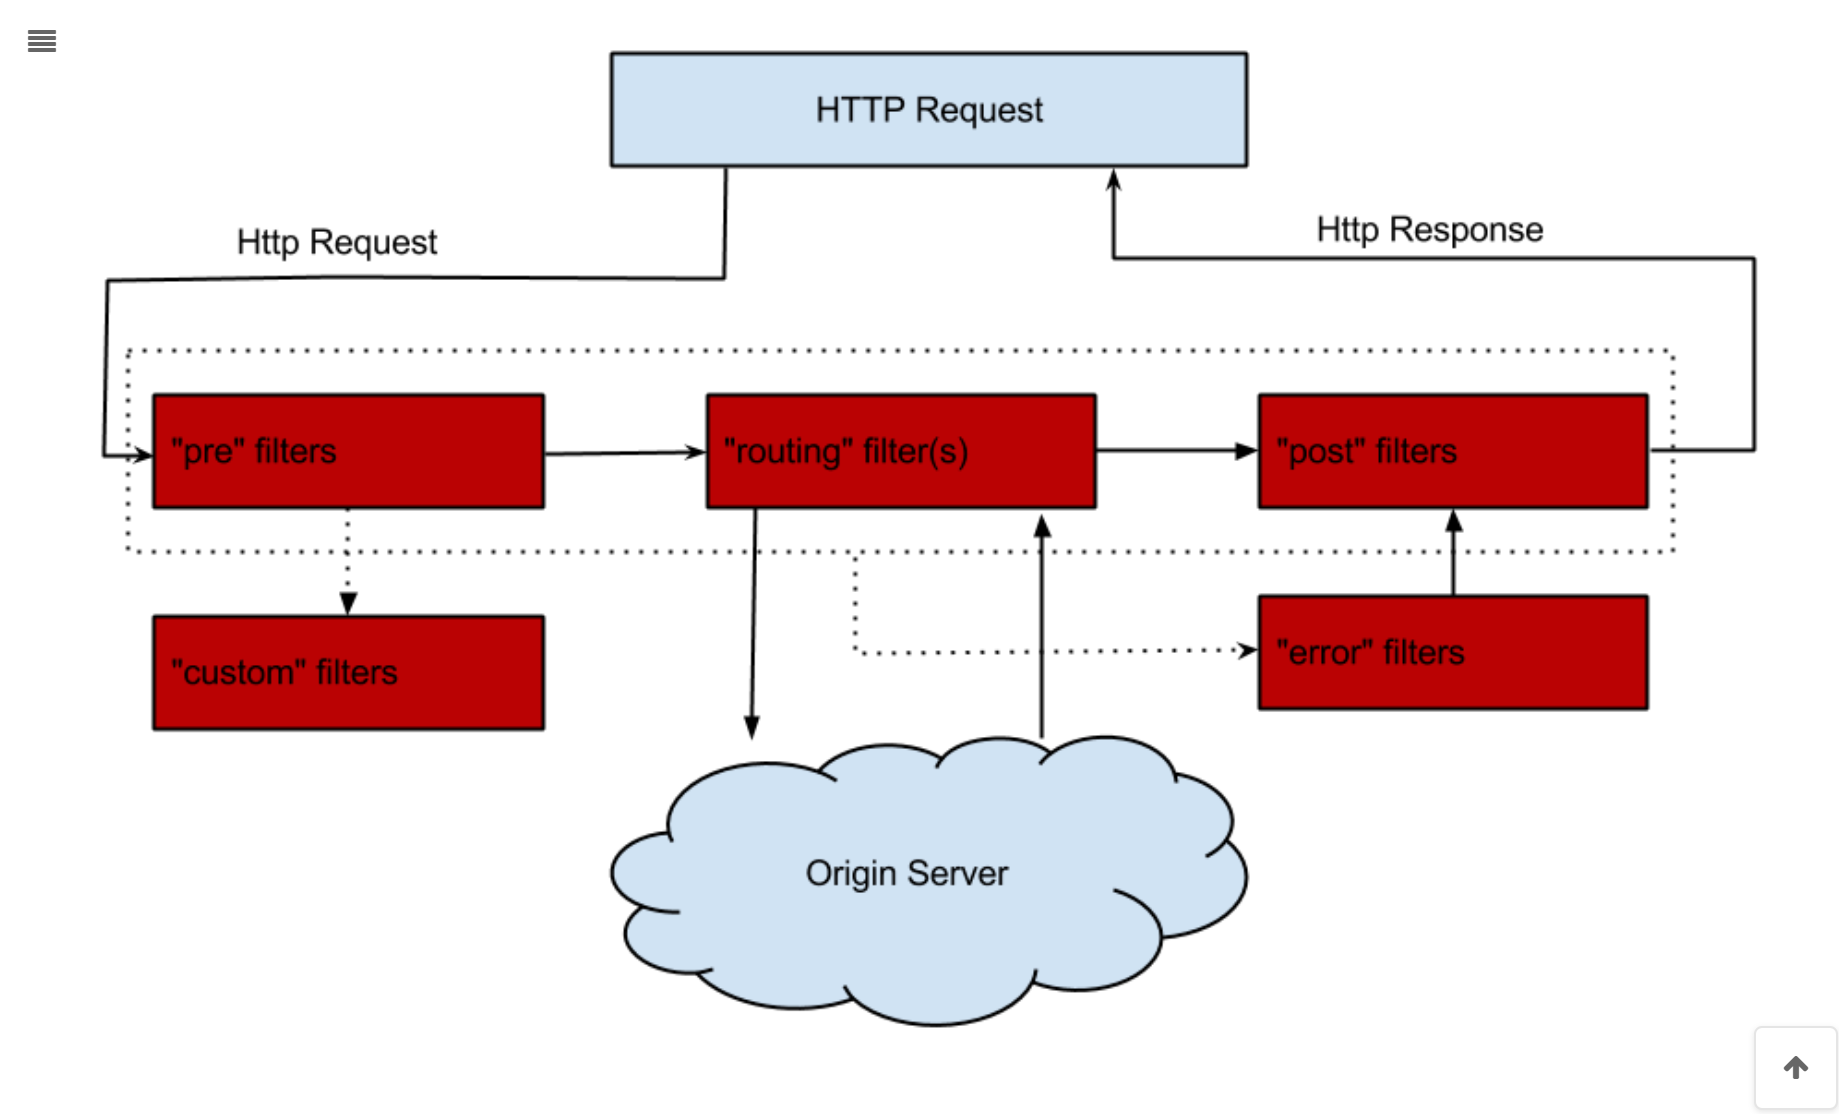 HTTP Request
Http Request
Http Response
"pre" filters
"routing" filter(s)
"post" filters
"custom" filters
"error" filters
Origin Server